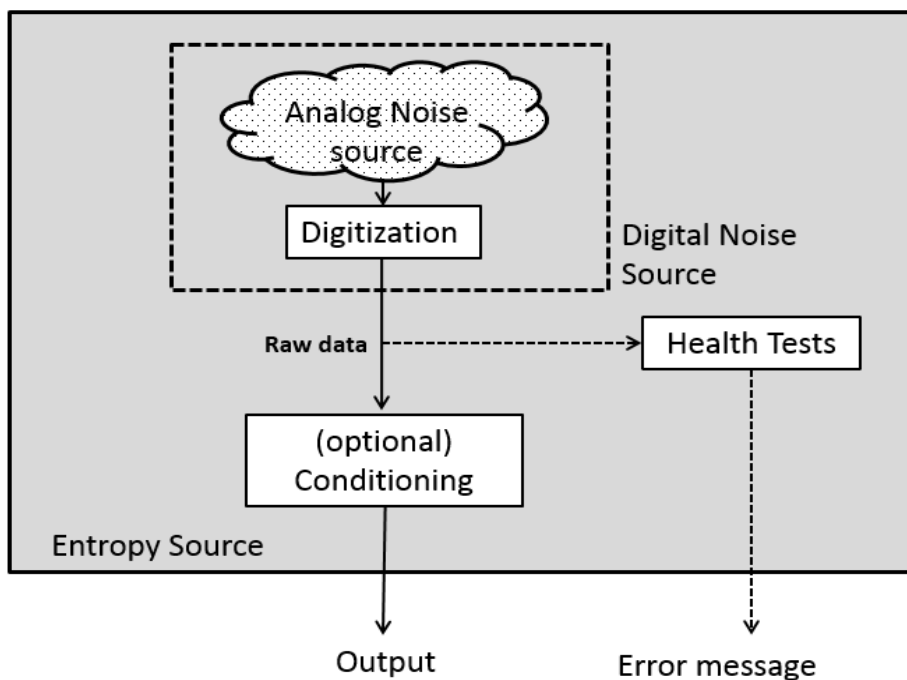 Analog Noise
source
Digitization
Digital Noise
Source
Raw data
Health Tests
(optional)
Conditioning
Entropy Source
Output
Error message